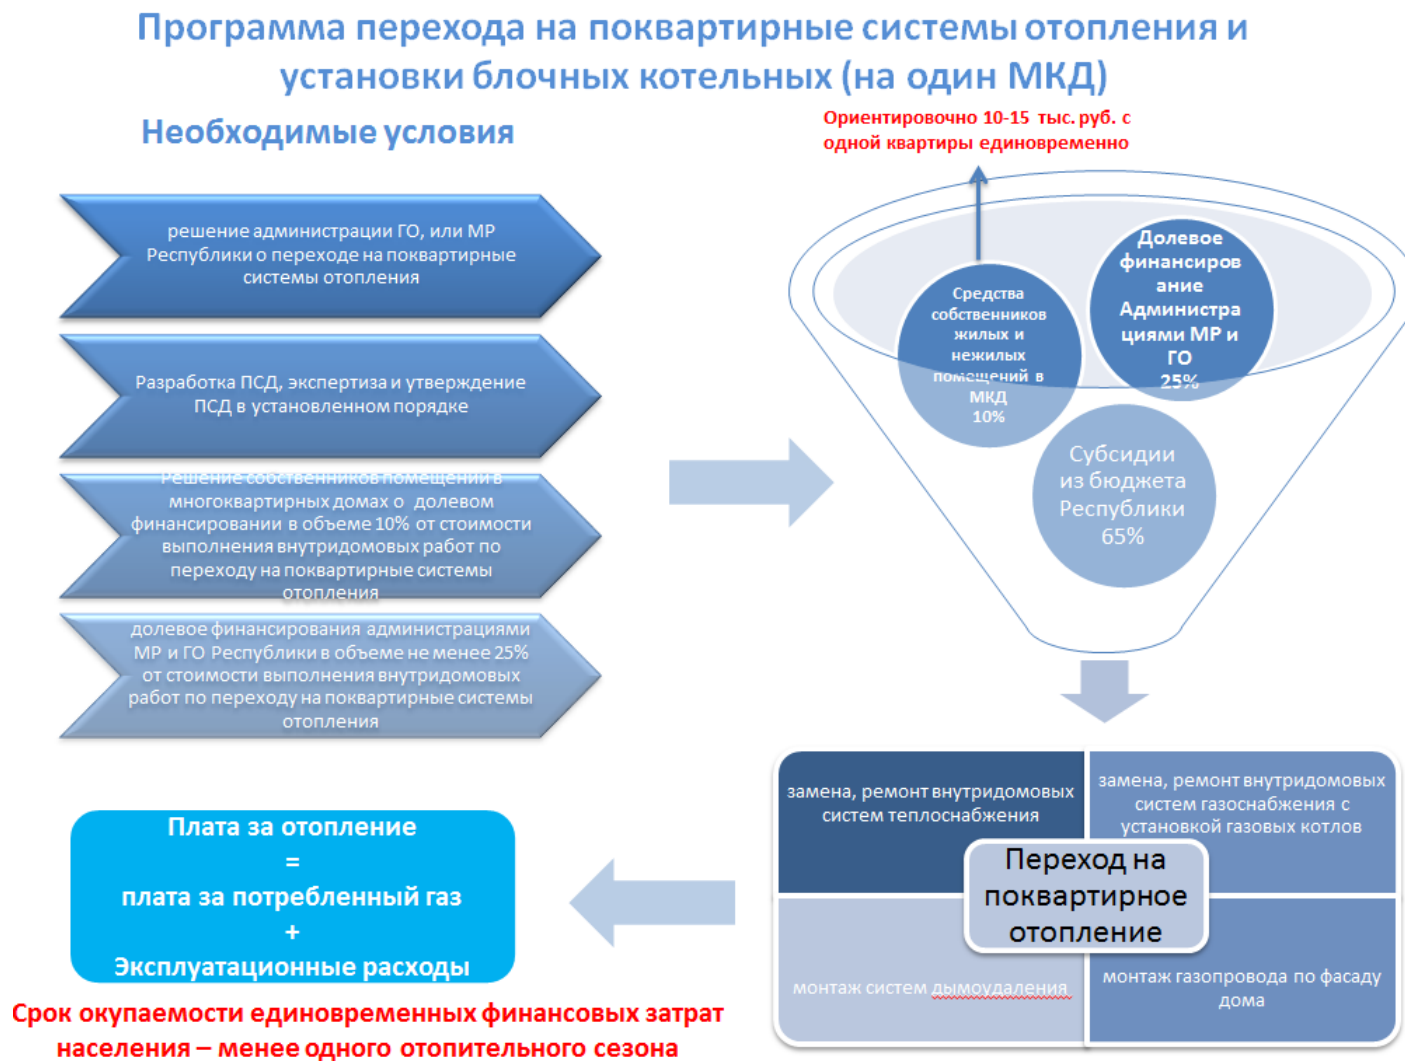 Программа перехода на поквартирные системы отопления и
установки блочных котельных (на один МКД)
Необходимые условия
решение администрации ГО, или МР
Республики о переходе на поквартирные
системы отопления
Разработка ПСД, экспертиза и утверждение
ПСД в установленном порядке
Решение собственников помещений в
многоквартирных домах о долевом
финансировании в объеме 10% от стоимости
выполнения внутридомовых работ по
переходу на поквартирные системы
отопления
долевое финансирования администрациями
МР и ГО Республики в объеме не менее 25%
от стоимости выполнения внутридомовых
работ по переходу на поквартирные системы
отопления
Ориентировочно 10-15 тыс. руб. с
одной квартиры единовременно
Средства
собственников
жилых и
нежилых
помещений в
МКД
10%
Долевое
финансиров
ание
Администра
циями МР и
ГО
25%
Субсидии
из бюджета
Республики
65%
замена, ремонт внутридомовых
систем теплоснабжения
замена, ремонт внутридомовых
систем газоснабжения с
установкой газовых котлов
Переход на
поквартирное
отопление
монтаж систем дымоудаления
монтаж газопровода по фасаду
дома
Плата за отопление
=
плата за потребленный газ
+
Эксплуатационные расходы
Срок окупаемости единовременных финансовых затрат
населения – менее одного отопительного сезона